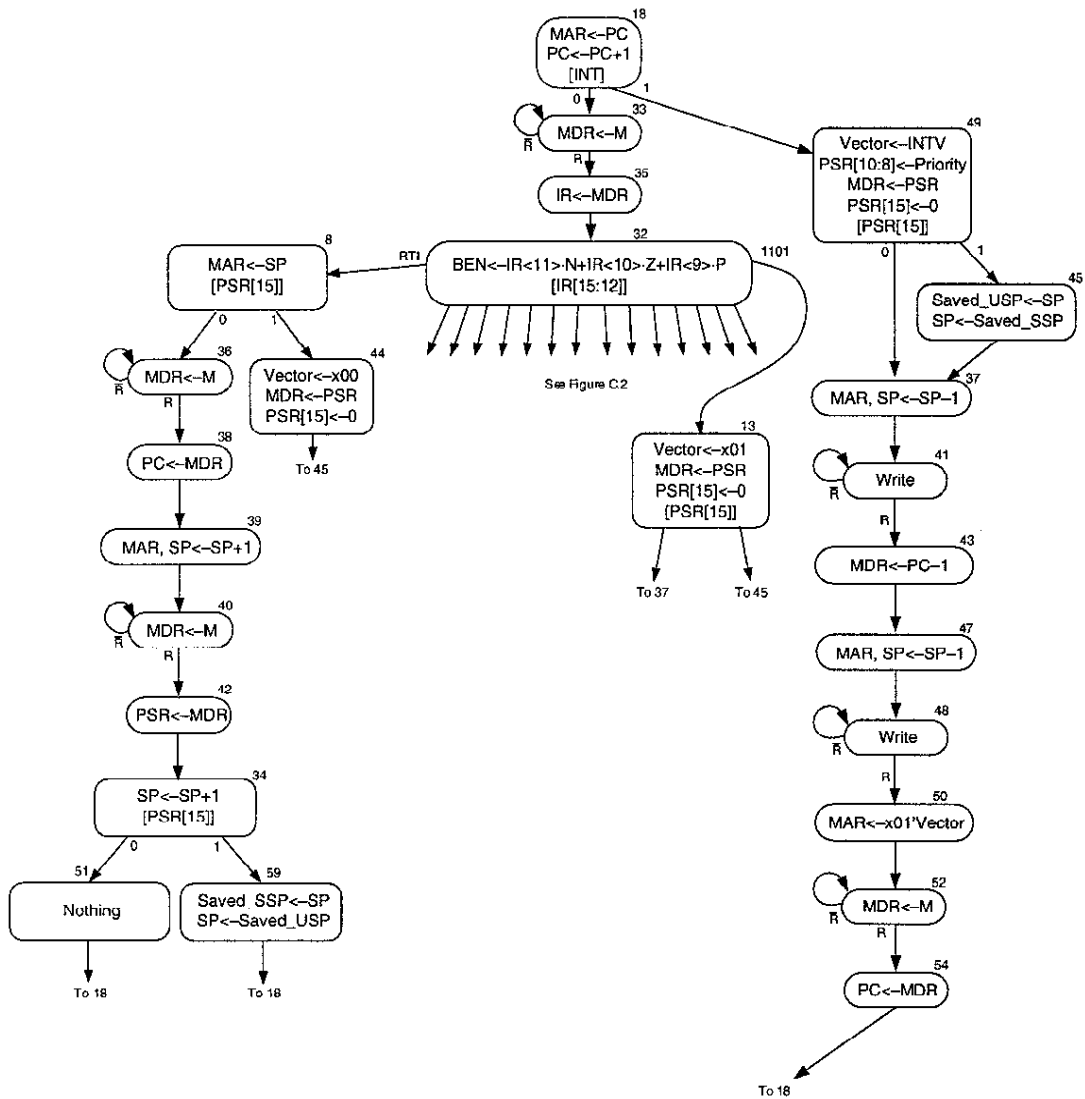 18
MAR<–PC
PC<–PC+1
[INT]
0
1
33
MDR<–M
R̅
R
35
IR<–MDR
49
Vector<–INTV
PSR[10:8]<–Priority
MDR<–PSR
PSR[15]<–0
[PSR[15]]
0
1
32
BEN<–IR<11>·N+IR<10>·Z+IR<9>·P
[IR[15:12]]
RTI
1101
See Figure C.2
8
MAR<–SP
[PSR[15]]
0
1
45
Saved_USP<–SP
SP<–Saved_SSP
36
MDR<–M
R̅
R
44
Vector<–x00
MDR<–PSR
PSR[15]<–0
To 45
37
MAR, SP<–SP–1
38
PC<–MDR
13
Vector<–x01
MDR<–PSR
PSR[15]<–0
[PSR[15]]
To 37
To 45
41
Write
R̅
R
39
MAR, SP<–SP+1
43
MDR<–PC–1
40
MDR<–M
R̅
R
47
MAR, SP<–SP–1
42
PSR<–MDR
48
Write
R̅
R
34
SP<–SP+1
[PSR[15]]
0
1
50
MAR<–x01'Vector
51
Nothing
To 18
59
Saved_SSP<–SP
SP<–Saved_USP
To 18
52
MDR<–M
R̅
R
54
PC<–MDR
To 18